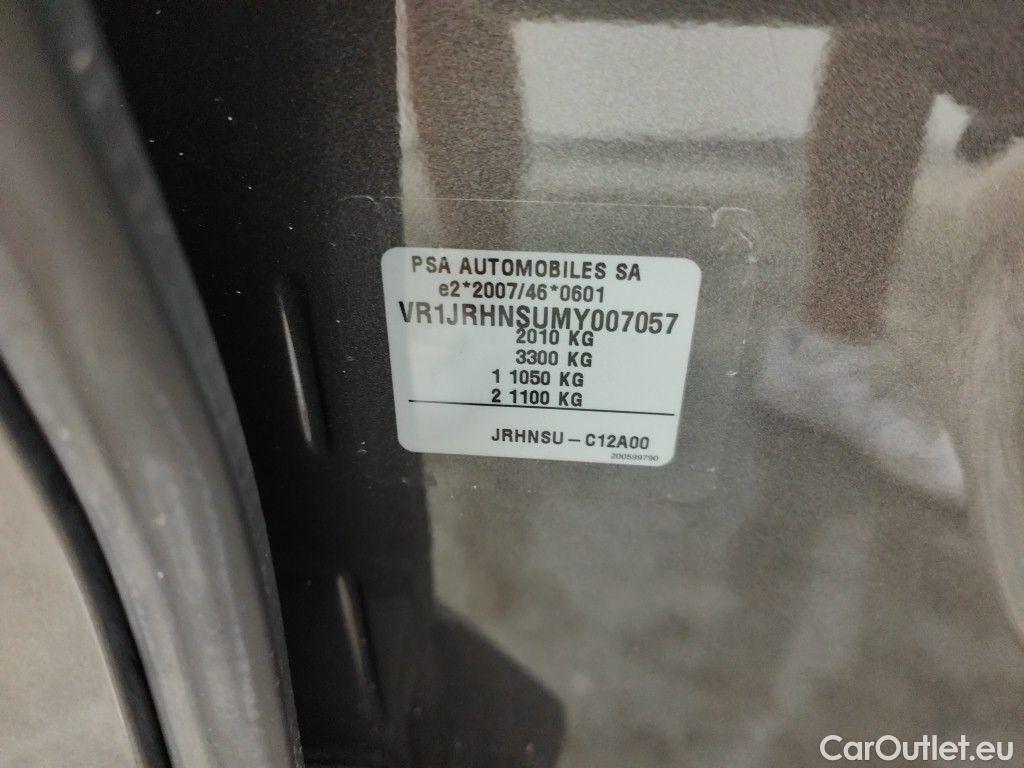 PSA AUTOMOBILES SA
e2*2007/46*0601
VR1JRHNSUMY007057
2010 KG
3300 KG
1 1050 KG
2 1100 KG
JRHNSU – C12A00
200599790
CarOutlet.eu